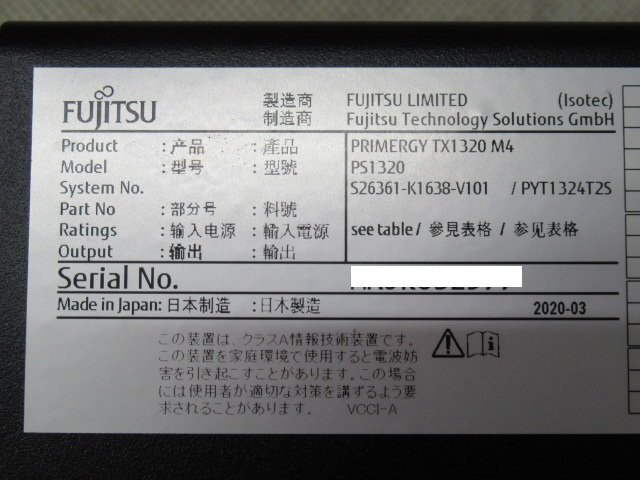 FUJITSU
製造商 FUJITSU LIMITED (Isotec)
制造商 Fujitsu Technology Solutions GmbH
Product : 产品 : 產品 PRIMERGY TX1320 M4
Model : 型号 : 型號 PS1320
System No. S26361-K1638-V101 / PYT1324T2S
Part No : 部分号 : 料號
Ratings : 输入电源 : 輸入電源 see table / 參見表格 / 参见表格
Output : 输出 : 輸出
Serial No.
Made in Japan: 日本制造 : 日本製造 2020-03
この装置は、クラスA情報技術装置です。
この装置を家庭環境で使用すると電波妨
害を引き起こすことがあります。この場合
には使用者が適切な対策を講ずるよう要
求されることがあります。 VCCI-A